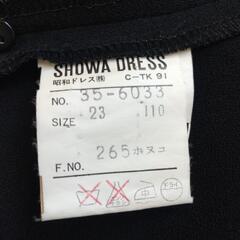 SHOWA DRESS
昭和ドレス㈱ C-TK 91
NO. 35-6033
SIZE 23 110
F.NO. 265ホヌコ